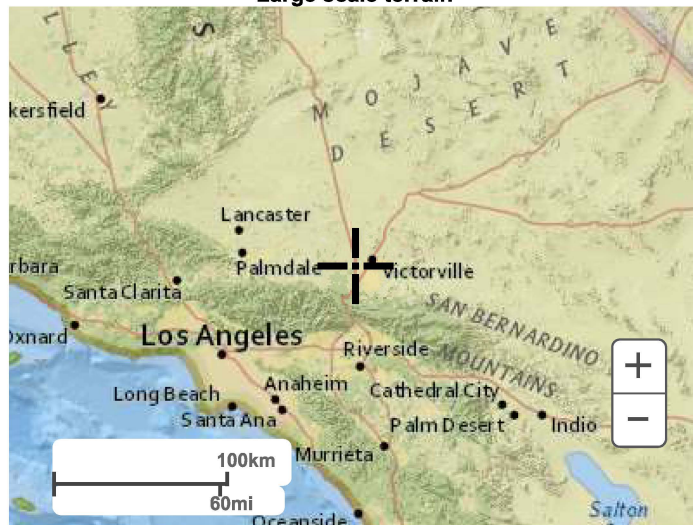 Large scale terrain
LLEY
S
MOJAVE
DESERT
kersfield
Lancaster
Palmdale
Victorville
rbara
Santa Clarita
SAN BERNARDINO
MOUNTAINS
Oxnard
Los Angeles
Riverside
Long Beach
Anaheim
Cathedral City
Santa Ana
Palm Desert
Indio
Murrieta
100km
60mi
Oceanside
Salton
+
−